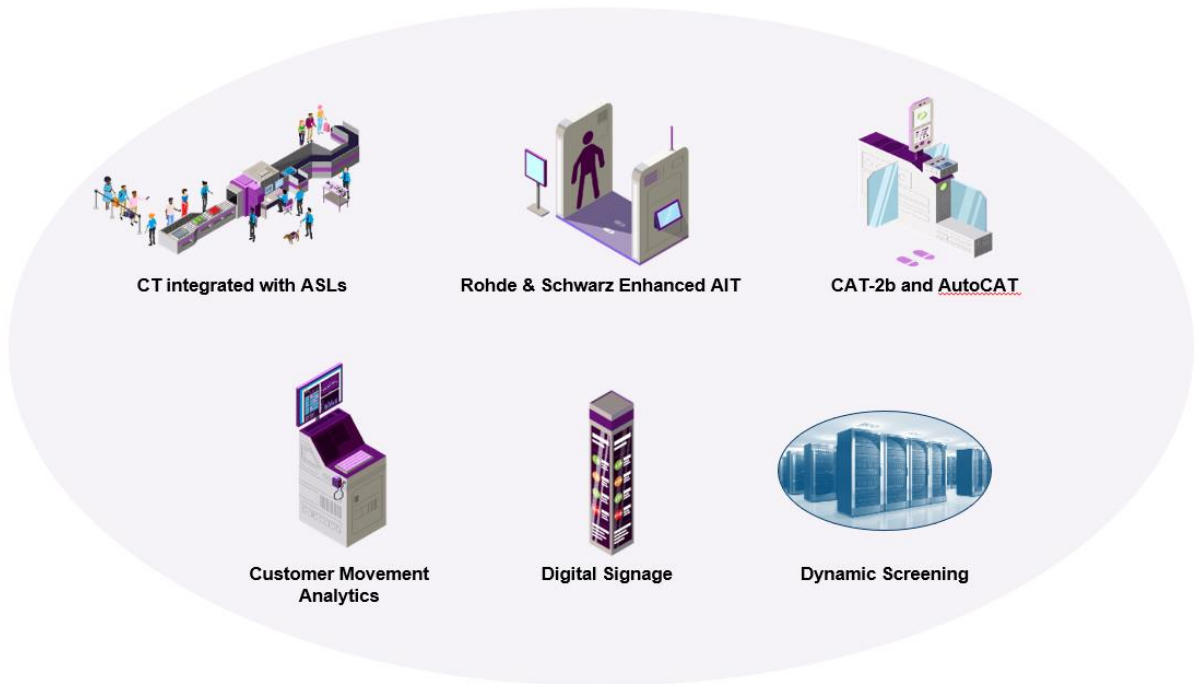 CT integrated with ASLs
Rohde & Schwarz Enhanced AIT
CAT-2b and AutoCAT
Customer Movement
Analytics
Digital Signage
Dynamic Screening